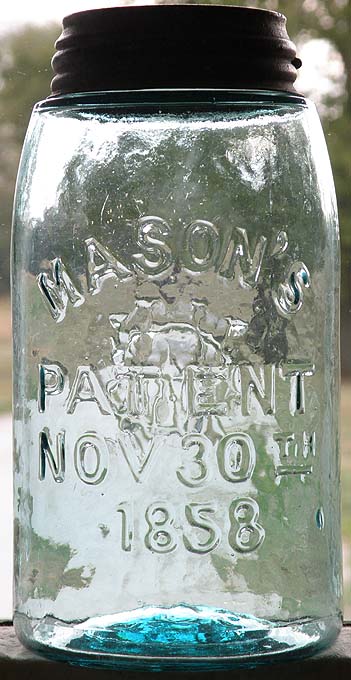 MASON'S
PATENT
NOV 30TH
1858